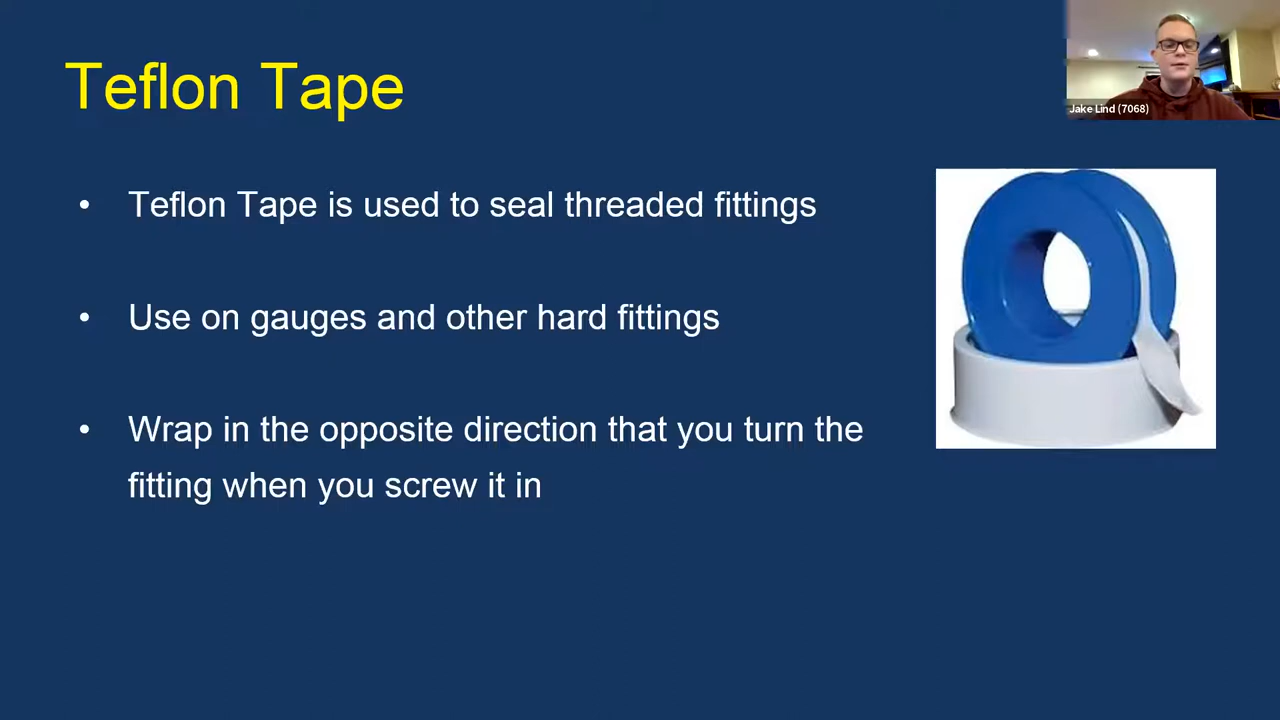 Teflon Tape
Jake Lind (7068)
• Teflon Tape is used to seal threaded fittings
• Use on gauges and other hard fittings
• Wrap in the opposite direction that you turn the
fitting when you screw it in